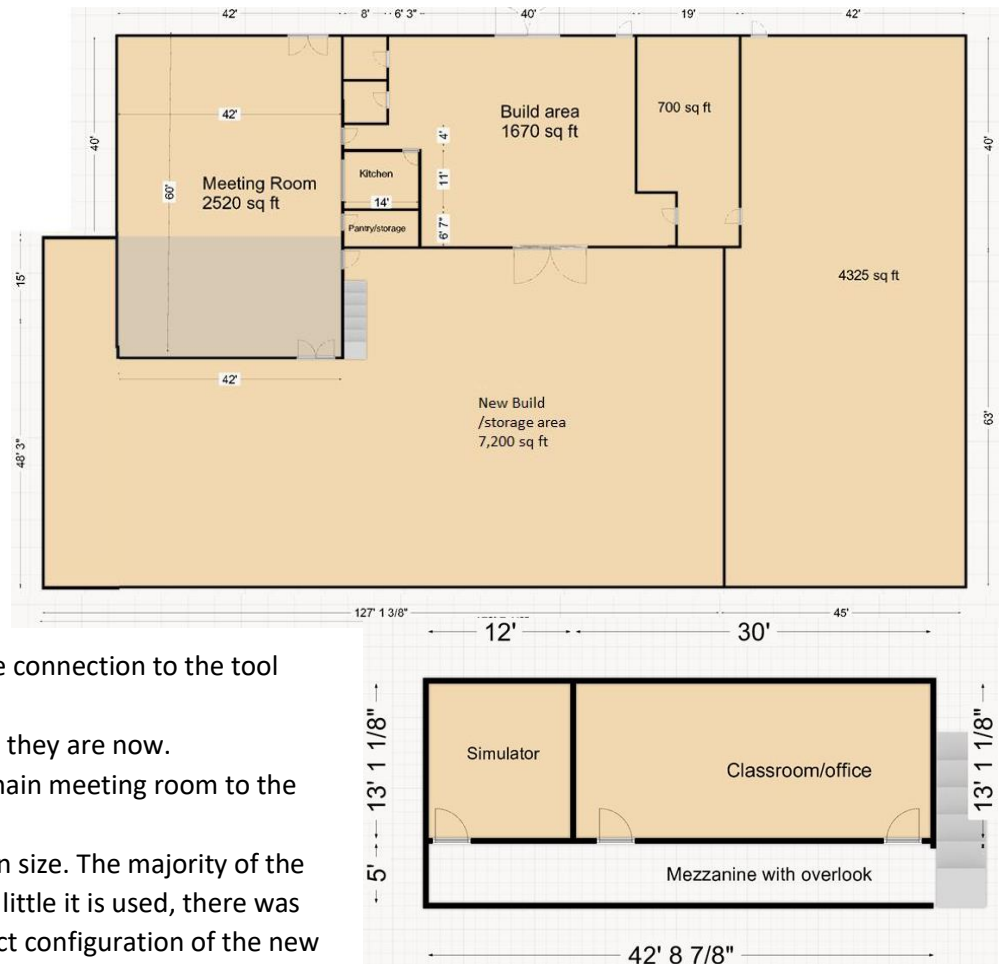 42' 8' 6' 3" 40' 19' 42'
40'
42'
60'
Meeting Room
2520 sq ft
Kitchen
14'
Pantry/storage
4'
11'
6' 7"
Build area
1670 sq ft
700 sq ft
40'
4325 sq ft
15'
42'
New Build
/storage area
7,200 sq ft
48' 3"
63'
127' 1 3/8" 45'
12' 30'
e connection to the tool
they are now.
nain meeting room to the
n size. The majority of the
little it is used, there was
ct configuration of the new
13' 1 1/8"
Simulator
Classroom/office
13' 1 1/8"
5'
Mezzanine with overlook
42' 8 7/8"